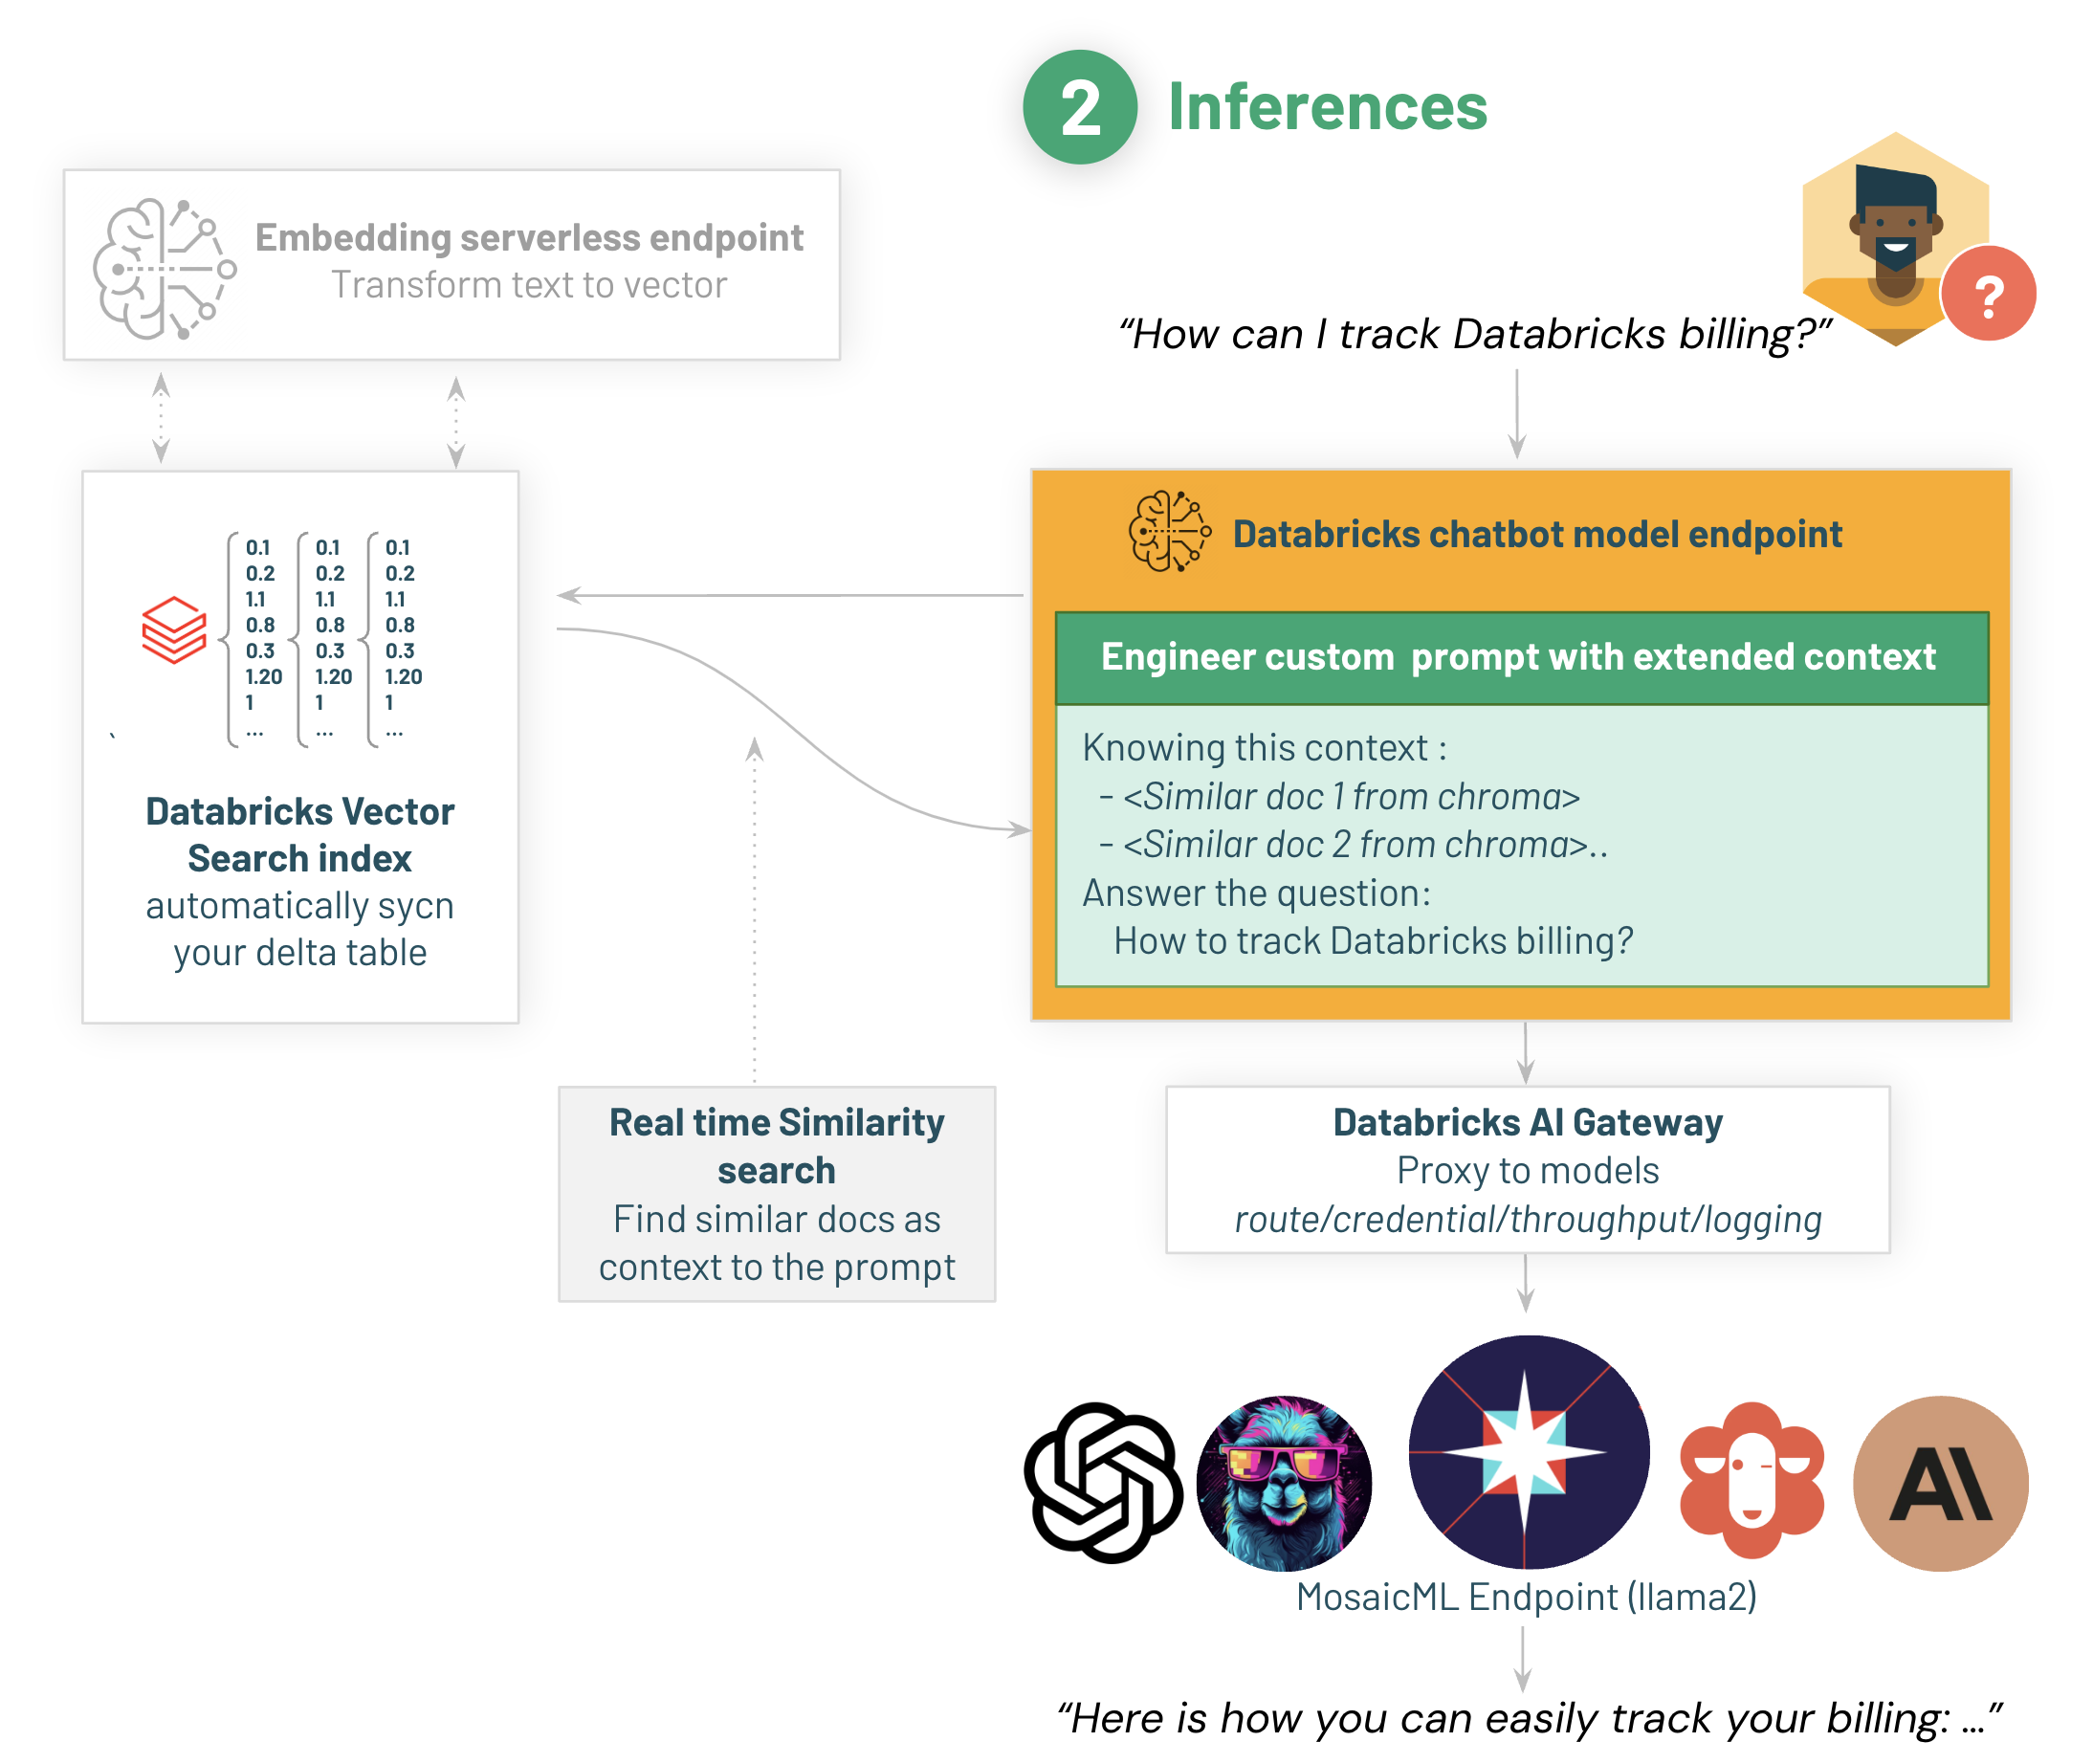 2 Inferences
Embedding serverless endpoint
Transform text to vector
?
“How can I track Databricks billing?”
0.1 0.1 0.1
0.2 0.2 0.2
1.1 1.1 1.1
0.8 0.8 0.8
0.3 0.3 0.3
1.20 1.20 1.20
1 1 1
... ... ...
`
Databricks Vector
Search index
automatically sycn
your delta table
Databricks chatbot model endpoint
Engineer custom  prompt with extended context
Knowing this context :
- <Similar doc 1 from chroma>
- <Similar doc 2 from chroma>..
Answer the question:
How to track Databricks billing?
Real time Similarity
search
Find similar docs as
context to the prompt
Databricks AI Gateway
Proxy to models
route/credential/throughput/logging
A\
MosaicML Endpoint (llama2)
“Here is how you can easily track your billing: …”